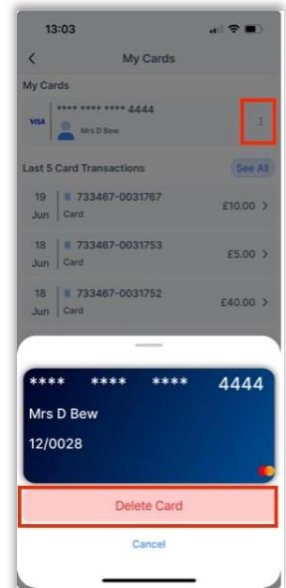 13:03
My Cards
My Cards
VISA
**** **** **** 4444
Mrs D Bew
Last 5 Card Transactions See All
19 Jun
733467-0031767
Card
£10.00
18 Jun
733467-0031753
Card
£5.00
18 Jun
733467-0031752
Card
£40.00
**** **** **** 4444
Mrs D Bew
12/0028
Delete Card
Cancel